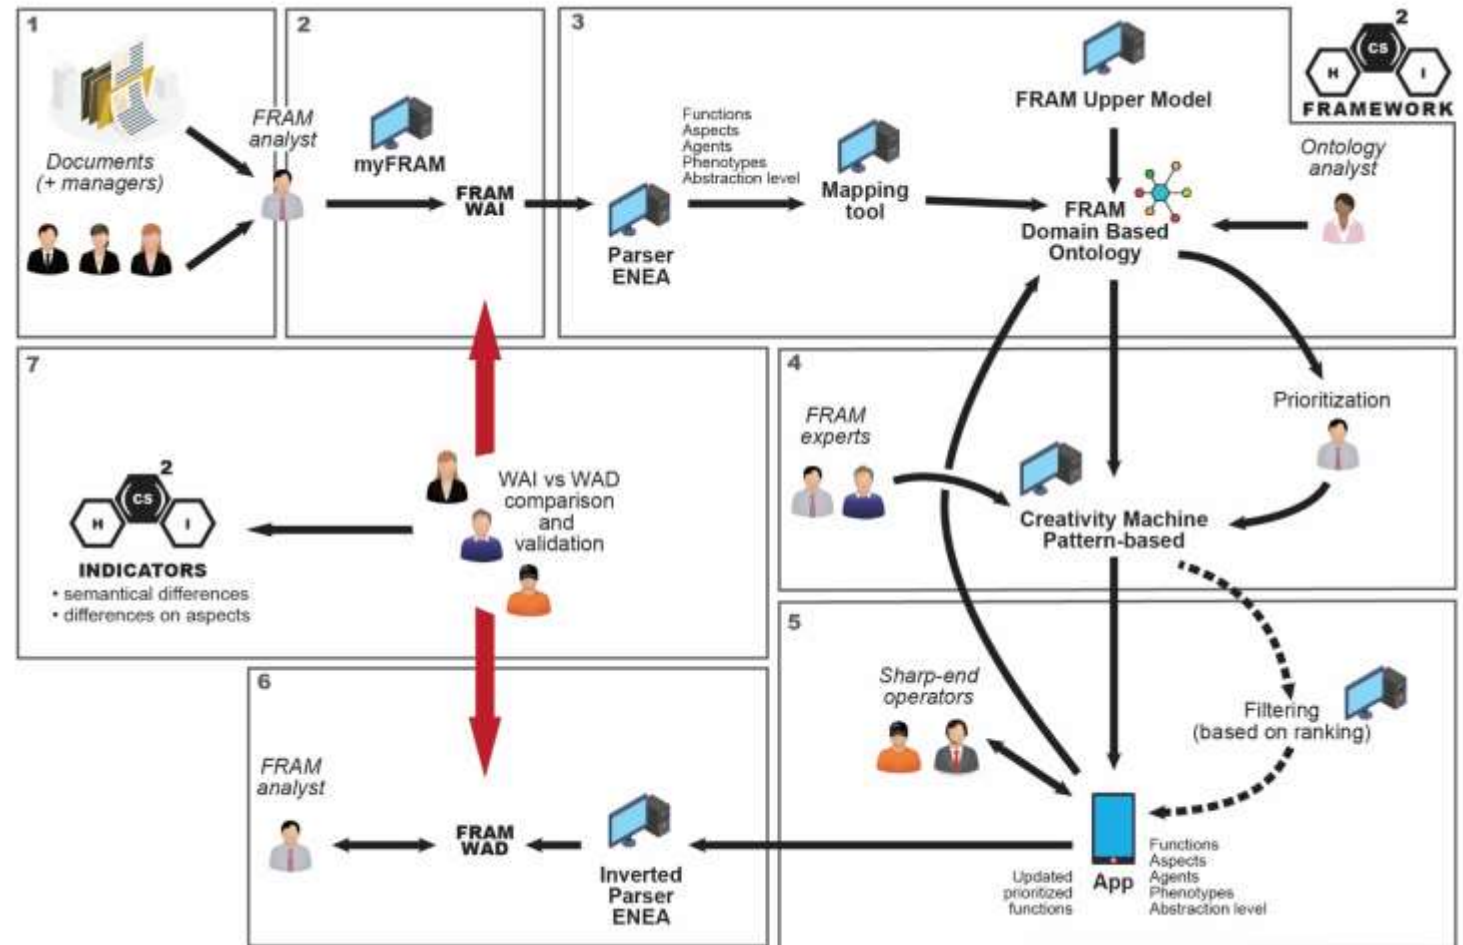 1
Documents
(+ managers)
FRAM
analyst
2
myFRAM
FRAM
WAI
3
Parser
ENEA
Functions
Aspects
Agents
Phenotypes
Abstraction level
Mapping
tool
FRAM Upper Model
FRAM
Domain Based
Ontology
Ontology
analyst
2
CS
H
I
FRAMEWORK
7
2
CS
H
I
INDICATORS
• semantical differences
• differences on aspects
WAI vs WAD
comparison
and
validation
4
FRAM
experts
Prioritization
Creativity Machine
Pattern-based
5
Sharp-end
operators
Filtering
(based on ranking)
Updated
prioritized
functions
App
Functions
Aspects
Agents
Phenotypes
Abstraction level
6
FRAM
analyst
FRAM
WAD
Inverted
Parser
ENEA